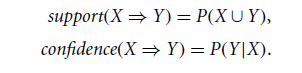 support(X ⇒ Y) = P(X ∪ Y),
confidence(X ⇒ Y) = P(Y|X).